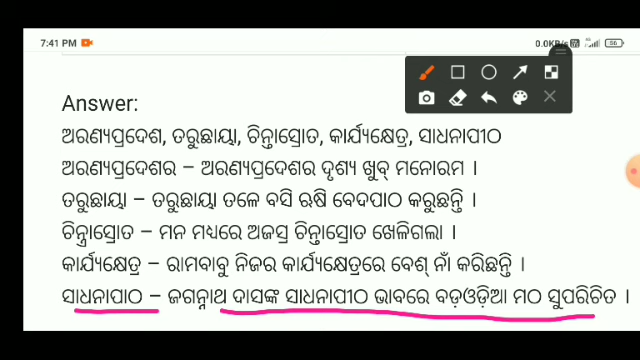 7:41 PM
0.0KB/s 56
Answer:
ଅରଣ୍ୟପ୍ରଦେଶ, ତରୁଛାୟା, ଚିନ୍ତାସ୍ରୋତ, କାର୍ଯ୍ୟକ୍ଷେତ୍ର, ସାଧନାପୀଠ
ଅରଣ୍ୟପ୍ରଦେଶର – ଅରଣ୍ୟପ୍ରଦେଶର ଦୃଶ୍ୟ ଖୁବ୍ ମନୋରମ ।
ତରୁଛାୟା – ତରୁଛାୟା ତଳେ ବସି ଋଷି ବେଦପାଠ କରୁଛନ୍ତି ।
ଚିନ୍ତାସ୍ରୋତ – ମନ ମଧ୍ୟରେ ଅଜସ୍ର ଚିନ୍ତାସ୍ରୋତ ଖେଳିଗଲା ।
କାର୍ଯ୍ୟକ୍ଷେତ୍ର – ରାମବାବୁ ନିଜର କାର୍ଯ୍ୟକ୍ଷେତ୍ରରେ ବେଶ୍ ନାଁ କରିଛନ୍ତି ।
ସାଧନାପାଠ – ଜଗନ୍ନାଥ ଦାସଙ୍କ ସାଧନାପୀଠ ଭାବରେ ବଡ଼ଓଡ଼ିଆ ମଠ ସୁପରିଚିତ ।